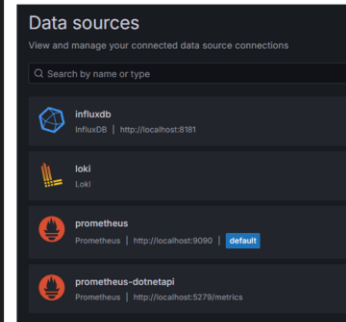 Data sources
View and manage your connected data source connections
Search by name or type
influxdb
InfluxDB | http://localhost:8181
loki
Loki
prometheus
Prometheus | http://localhost:9090 | default
prometheus-dotnetapi
Prometheus | http://localhost:5279/metrics